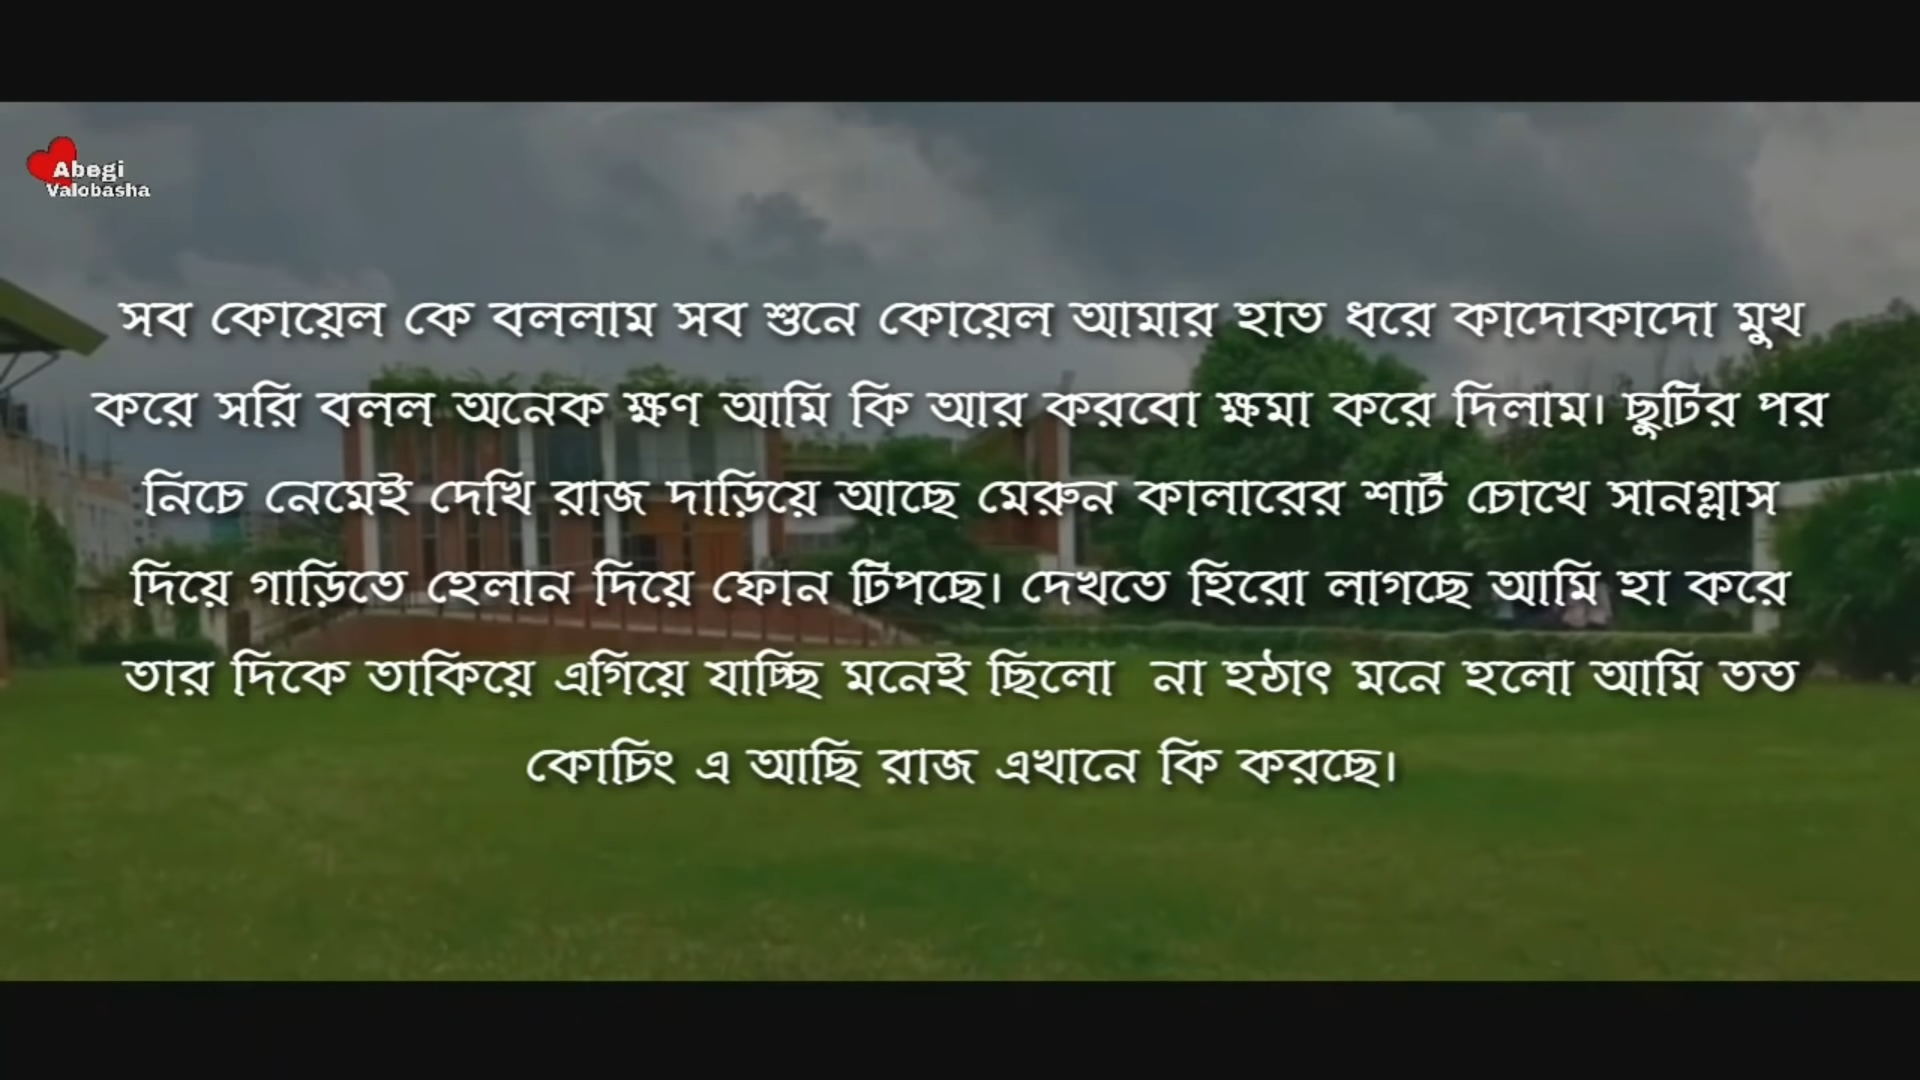 Abegi
Valobasha
সব কোয়েল কে বললাম সব শুনে কোয়েল আমার হাত ধরে কাদোকাদো মুখ
করে সরি বলল অনেক ক্ষণ আমি কি আর করবো ক্ষমা করে দিলাম। ছুটির পর
নিচে নেমেই দেখি রাজ দাড়িয়ে আছে মেরুন কালারের শার্ট চোখে সানগ্লাস
দিয়ে গাড়িতে হেলান দিয়ে ফোন টিপছে। দেখতে হিরো লাগছে আমি হা করে
তার দিকে তাকিয়ে এগিয়ে যাচ্ছি মনেই ছিলো না হঠাৎ মনে হলো আমি তত
কোচিং এ আছি রাজ এখানে কি করছে।